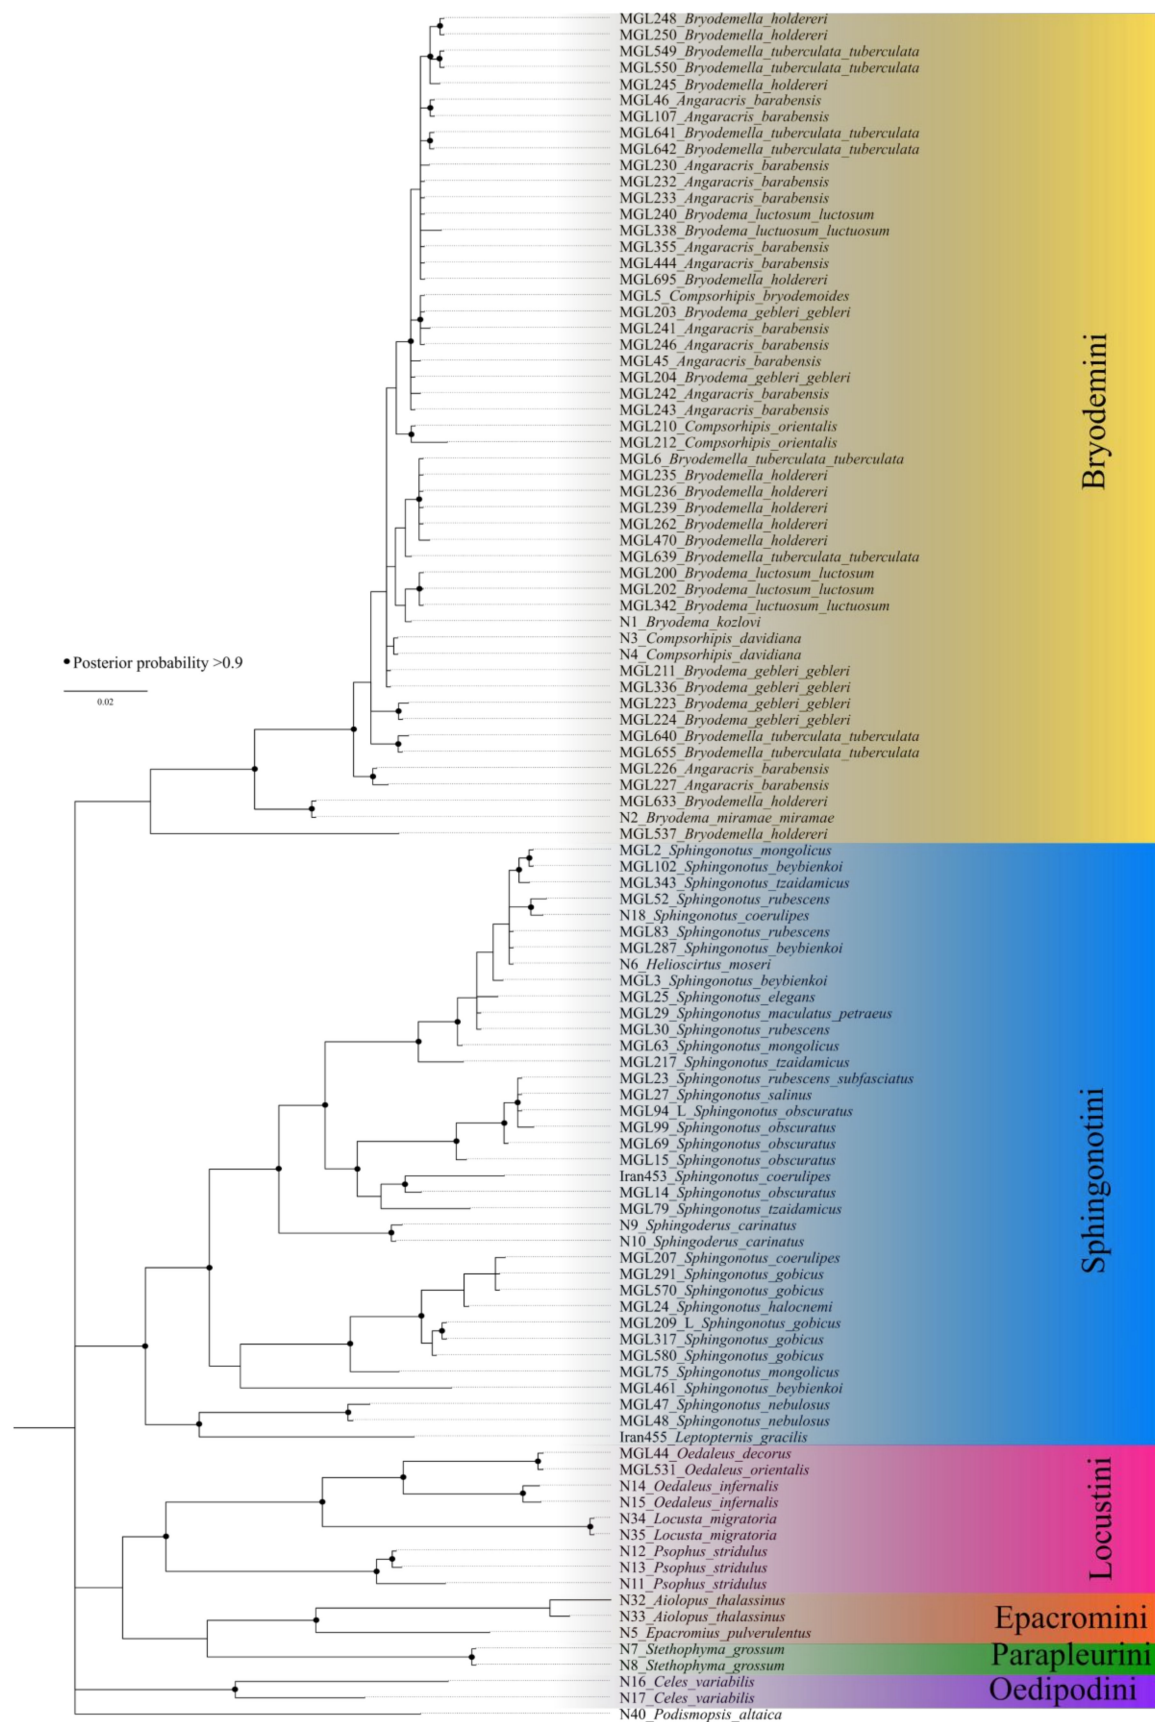 MGL248_Bryodemella_holdereri
MGL250_Bryodemella_holdereri
MGL549_Bryodemella_tuberculata_tuberculata
MGL550_Bryodemella_tuberculata_tuberculata
MGL245_Bryodemella_holdereri
MGL46_Angaracris_barabensis
MGL107_Angaracris_barabensis
MGL641_Bryodemella_tuberculata_tuberculata
MGL642_Bryodemella_tuberculata_tuberculata
MGL230_Angaracris_barabensis
MGL232_Angaracris_barabensis
MGL233_Angaracris_barabensis
MGL240_Bryodema_luctosum_luctosum
MGL338_Bryodema_luctuosum_luctuosum
MGL355_Angaracris_barabensis
MGL444_Angaracris_barabensis
MGL695_Bryodemella_holdereri
MGL5_Compsorhipis_bryodemoides
MGL203_Bryodema_gebleri_gebleri
MGL241_Angaracris_barabensis
MGL246_Angaracris_barabensis
MGL45_Angaracris_barabensis
MGL204_Bryodema_gebleri_gebleri
MGL242_Angaracris_barabensis
MGL243_Angaracris_barabensis
MGL210_Compsorhipis_orientalis
MGL212_Compsorhipis_orientalis
MGL6_Bryodemella_tuberculata_tuberculata
MGL235_Bryodemella_holdereri
MGL236_Bryodemella_holdereri
MGL239_Bryodemella_holdereri
MGL262_Bryodemella_holdereri
MGL470_Bryodemella_holdereri
MGL639_Bryodemella_tuberculata_tuberculata
MGL200_Bryodema_luctosum_luctosum
MGL202_Bryodema_luctosum_luctosum
MGL342_Bryodema_luctuosum_luctuosum
N1_Bryodema_kozlovi
N3_Compsorhipis_davidiana
N4_Compsorhipis_davidiana
MGL211_Bryodema_gebleri_gebleri
MGL336_Bryodema_gebleri_gebleri
MGL223_Bryodema_gebleri_gebleri
MGL224_Bryodema_gebleri_gebleri
MGL640_Bryodemella_tuberculata_tuberculata
MGL655_Bryodemella_tuberculata_tuberculata
MGL226_Angaracris_barabensis
MGL227_Angaracris_barabensis
MGL633_Bryodemella_holdereri
N2_Bryodema_miramae_miramae
MGL537_Bryodemella_holdereri
Bryodemini
Posterior probability >0.9
0.02
MGL2_Sphingonotus_mongolicus
MGL102_Sphingonotus_beybienkoi
MGL343_Sphingonotus_tzaidamicus
MGL52_Sphingonotus_rubescens
N18_Sphingonotus_coerulipes
MGL83_Sphingonotus_rubescens
MGL287_Sphingonotus_beybienkoi
N6_Helioscirtus_moseri
MGL3_Sphingonotus_beybienkoi
MGL25_Sphingonotus_elegans
MGL29_Sphingonotus_maculatus_petraeus
MGL30_Sphingonotus_rubescens
MGL63_Sphingonotus_mongolicus
MGL217_Sphingonotus_tzaidamicus
MGL23_Sphingonotus_rubescens_subfasciatus
MGL27_Sphingonotus_salinus
MGL94_L_Sphingonotus_obscuratus
MGL99_Sphingonotus_obscuratus
MGL69_Sphingonotus_obscuratus
MGL15_Sphingonotus_obscuratus
Iran453_Sphingonotus_coerulipes
MGL14_Sphingonotus_obscuratus
MGL79_Sphingonotus_tzaidamicus
N9_Sphingoderus_carinatus
N10_Sphingoderus_carinatus
MGL207_Sphingonotus_coerulipes
MGL291_Sphingonotus_gobicus
MGL570_Sphingonotus_gobicus
MGL24_Sphingonotus_halocnemi
MGL209_L_Sphingonotus_gobicus
MGL317_Sphingonotus_gobicus
MGL580_Sphingonotus_gobicus
MGL75_Sphingonotus_mongolicus
MGL461_Sphingonotus_beybienkoi
MGL47_Sphingonotus_nebulosus
MGL48_Sphingonotus_nebulosus
Iran455_Leptopternis_gracilis
Sphingonotini
MGL44_Oedaleus_decorus
MGL531_Oedaleus_orientalis
N14_Oedaleus_infernalis
N15_Oedaleus_infernalis
N34_Locusta_migratoria
N35_Locusta_migratoria
N12_Psophus_stridulus
N13_Psophus_stridulus
N11_Psophus_stridulus
Locustini
N32_Aiolopus_thalassinus
N33_Aiolopus_thalassinus
N5_Epacromius_pulverulentus
Epacromini
N7_Stethophyma_grossum
N8_Stethophyma_grossum
Parapleurini
N16_Celes_variabilis
N17_Celes_variabilis
Oedipodini
N40_Podismopsis_altaica